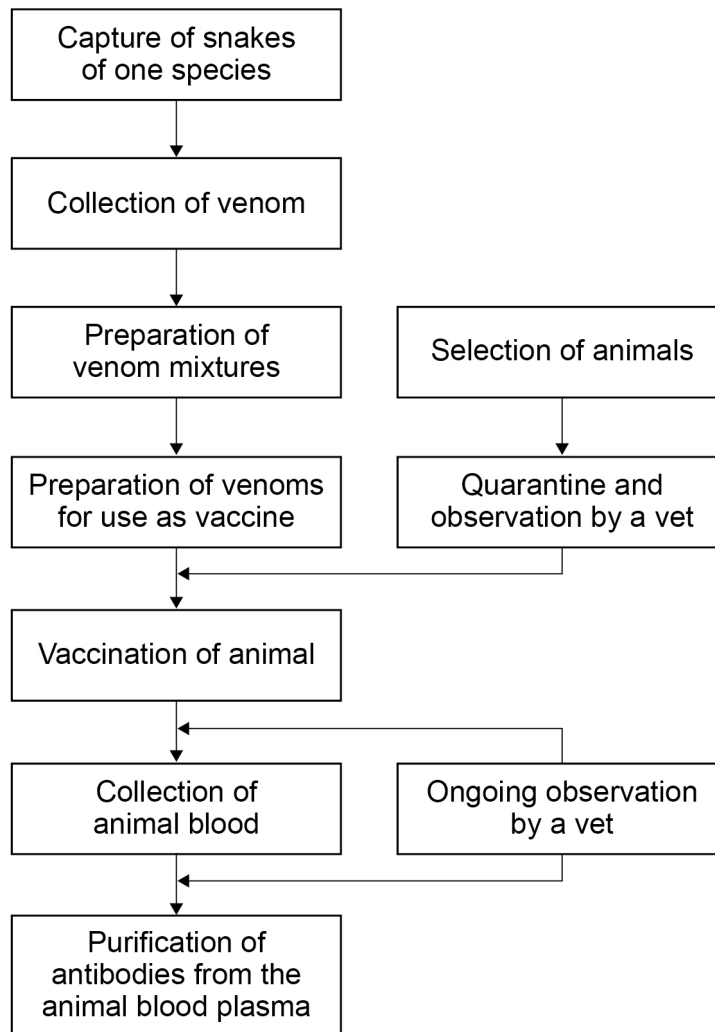 Capture of snakes
of one species
Collection of venom
Preparation of
venom mixtures
Selection of animals
Preparation of venoms
for use as vaccine
Quarantine and
observation by a vet
Vaccination of animal
Collection of
animal blood
Ongoing observation
by a vet
Purification of
antibodies from the
animal blood plasma